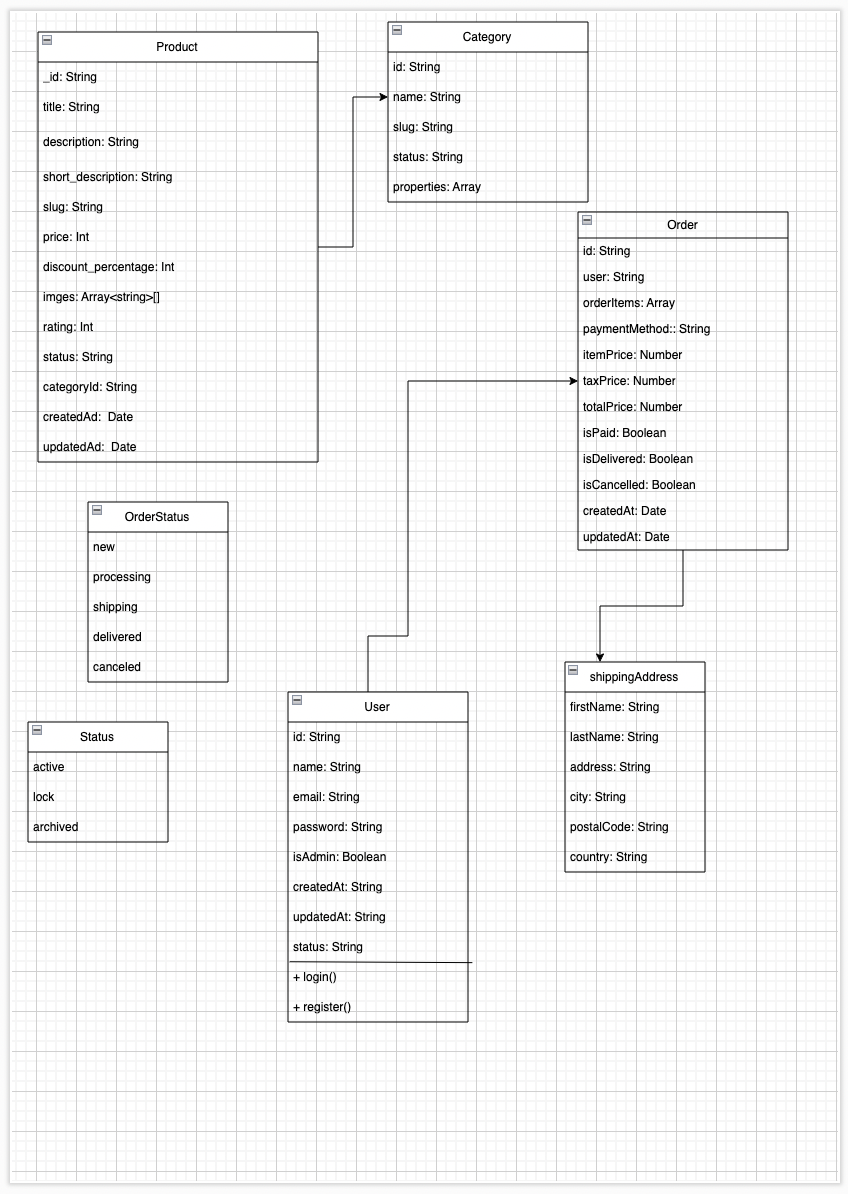 Product
_id: String
title: String
description: String
short_description: String
slug: String
price: Int
discount_percentage: Int
imges: Array<string>[]
rating: Int
status: String
categoryId: String
createdAd:  Date
updatedAd:  Date
Category
id: String
name: String
slug: String
status: String
properties: Array
Order
id: String
user: String
orderItems: Array
paymentMethod:: String
itemPrice: Number
taxPrice: Number
totalPrice: Number
isPaid: Boolean
isDelivered: Boolean
isCancelled: Boolean
createdAt: Date
updatedAt: Date
OrderStatus
new
processing
shipping
delivered
canceled
Status
active
lock
archived
User
id: String
name: String
email: String
password: String
isAdmin: Boolean
createdAt: String
updatedAt: String
status: String
+ login()
+ register()
shippingAddress
firstName: String
lastName: String
address: String
city: String
postalCode: String
country: String